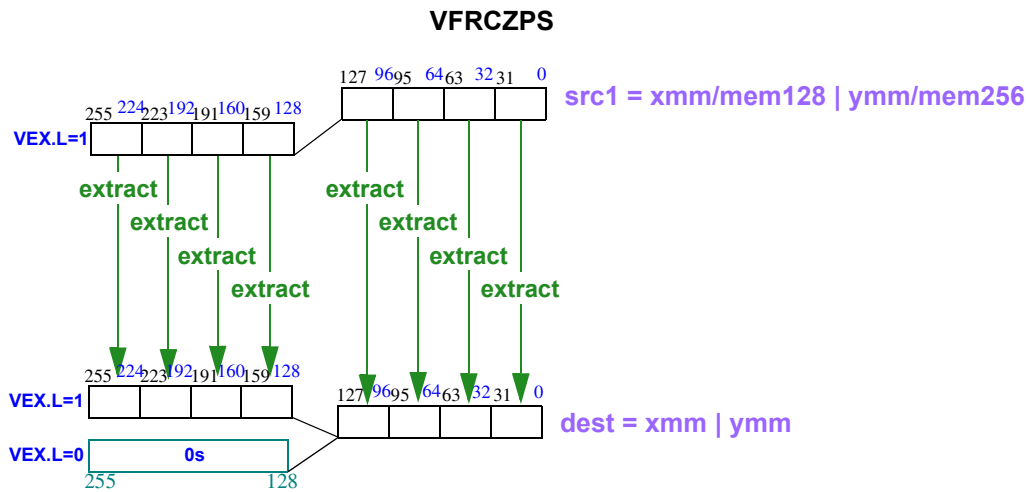 VFRCZPS
127 96 95 64 63 32 31 0
src1 = xmm/mem128 | ymm/mem256
255 224 223 192 191 160 159 128
VEX.L=1
extract extract
extract extract
extract extract
extract extract
255 224 223 192 191 160 159 128
127 96 95 64 63 32 31 0
VEX.L=1
dest = xmm | ymm
VEX.L=0 0s
255 128